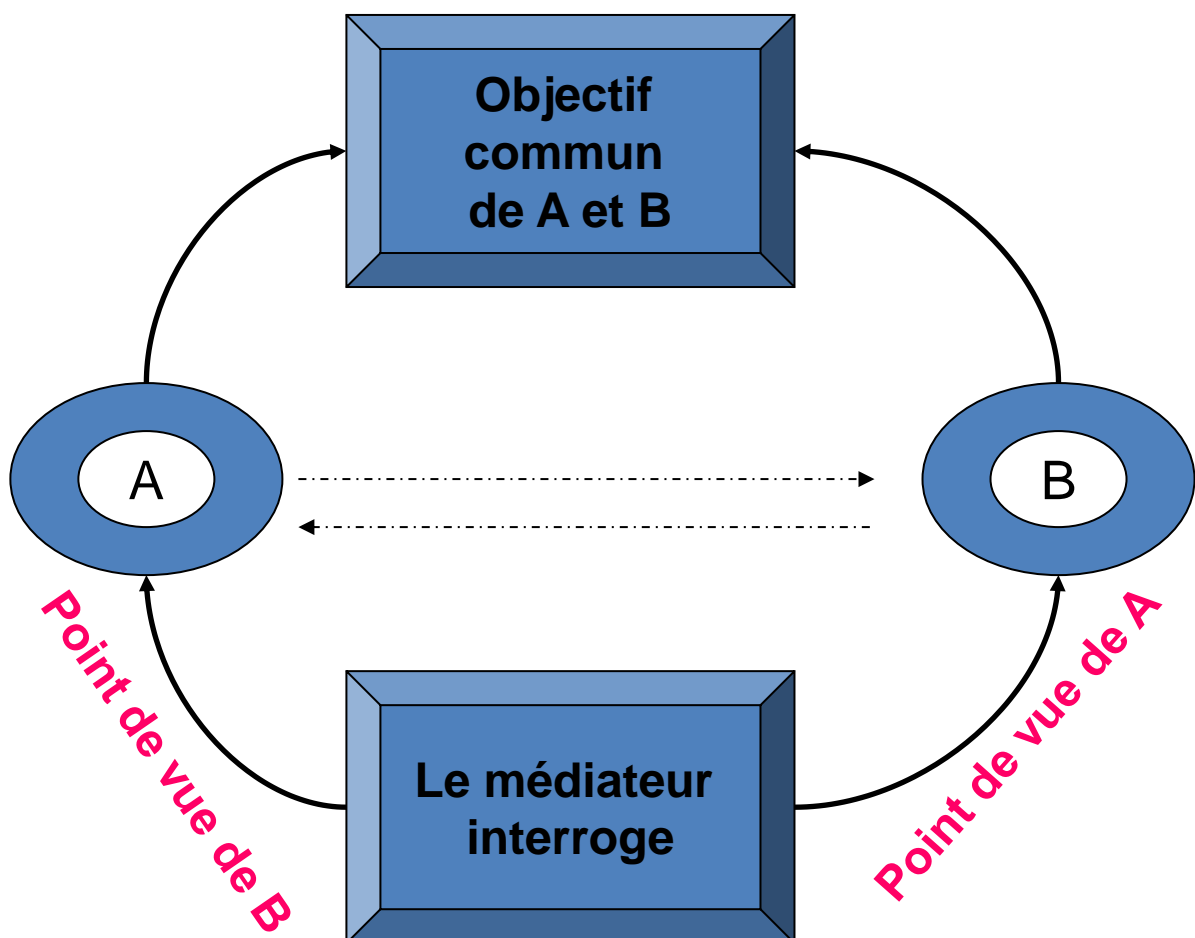 Objectif
commun
de A et B
A
B
Point de vue de B
Point de vue de A
Le médiateur
interroge